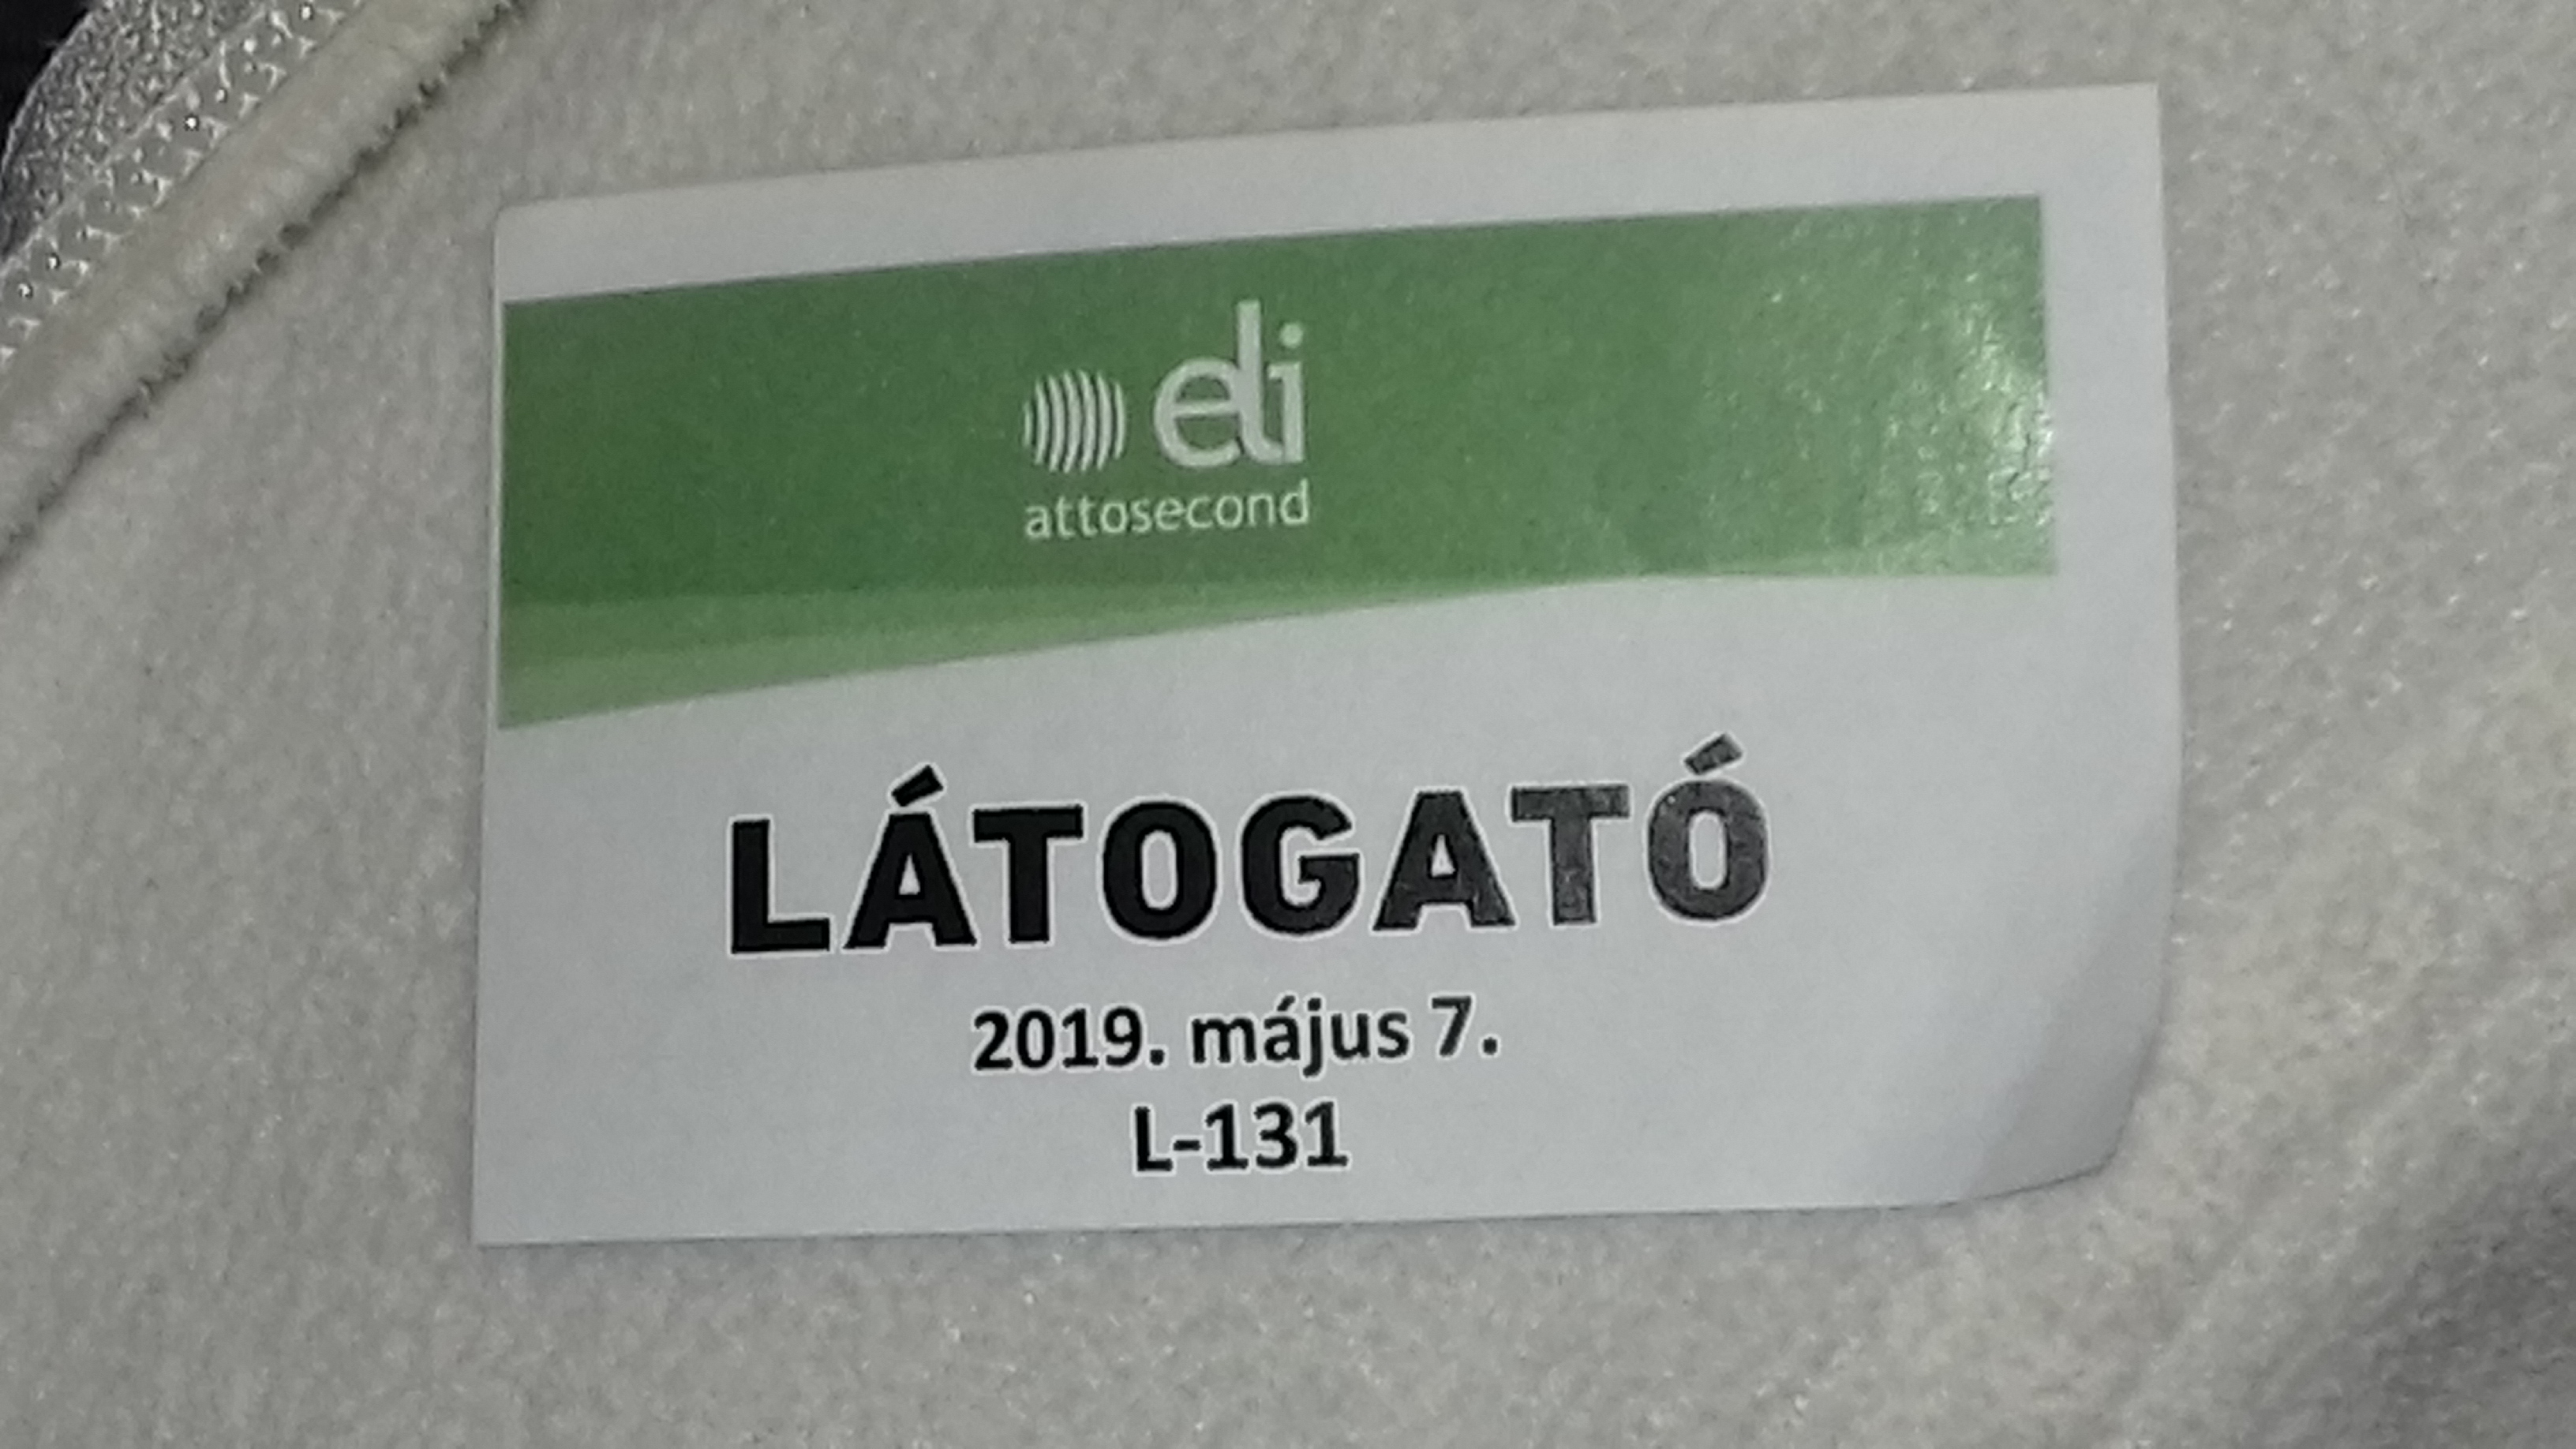 eli
attosecond
LÁTOGATÓ
2019. május 7.
L-131